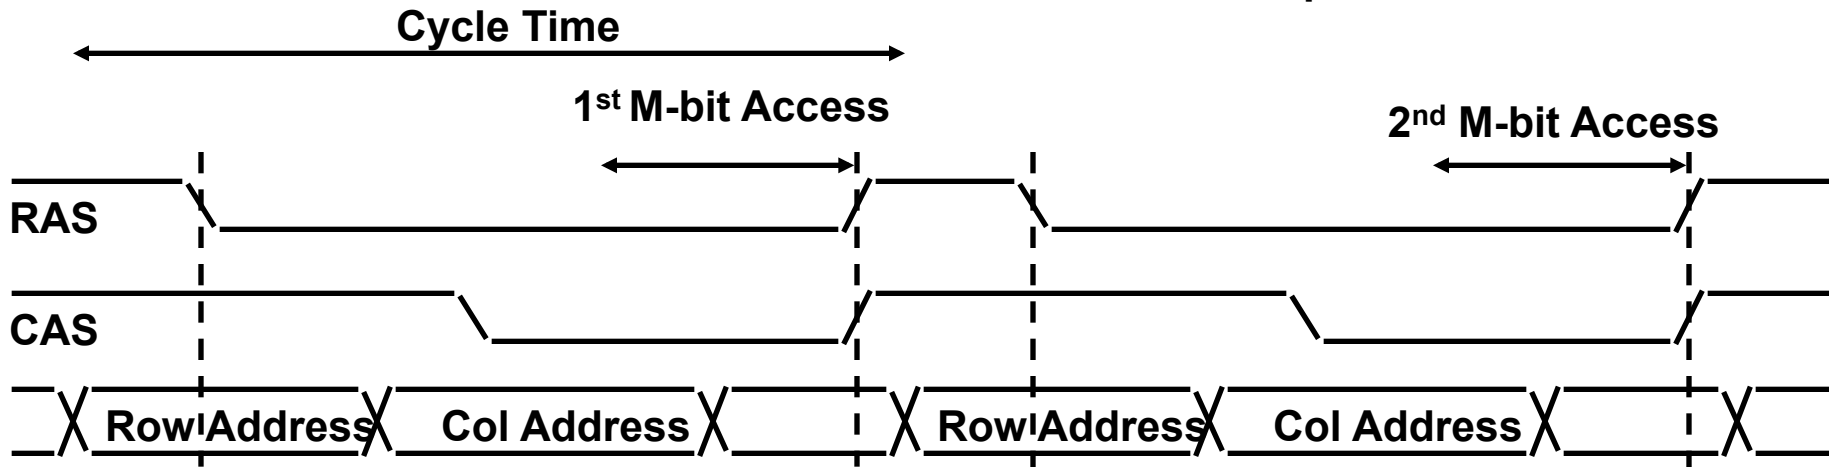 Cycle Time
1st M-bit Access
2nd M-bit Access
RAS
CAS
Row Address Col Address Row Address Col Address